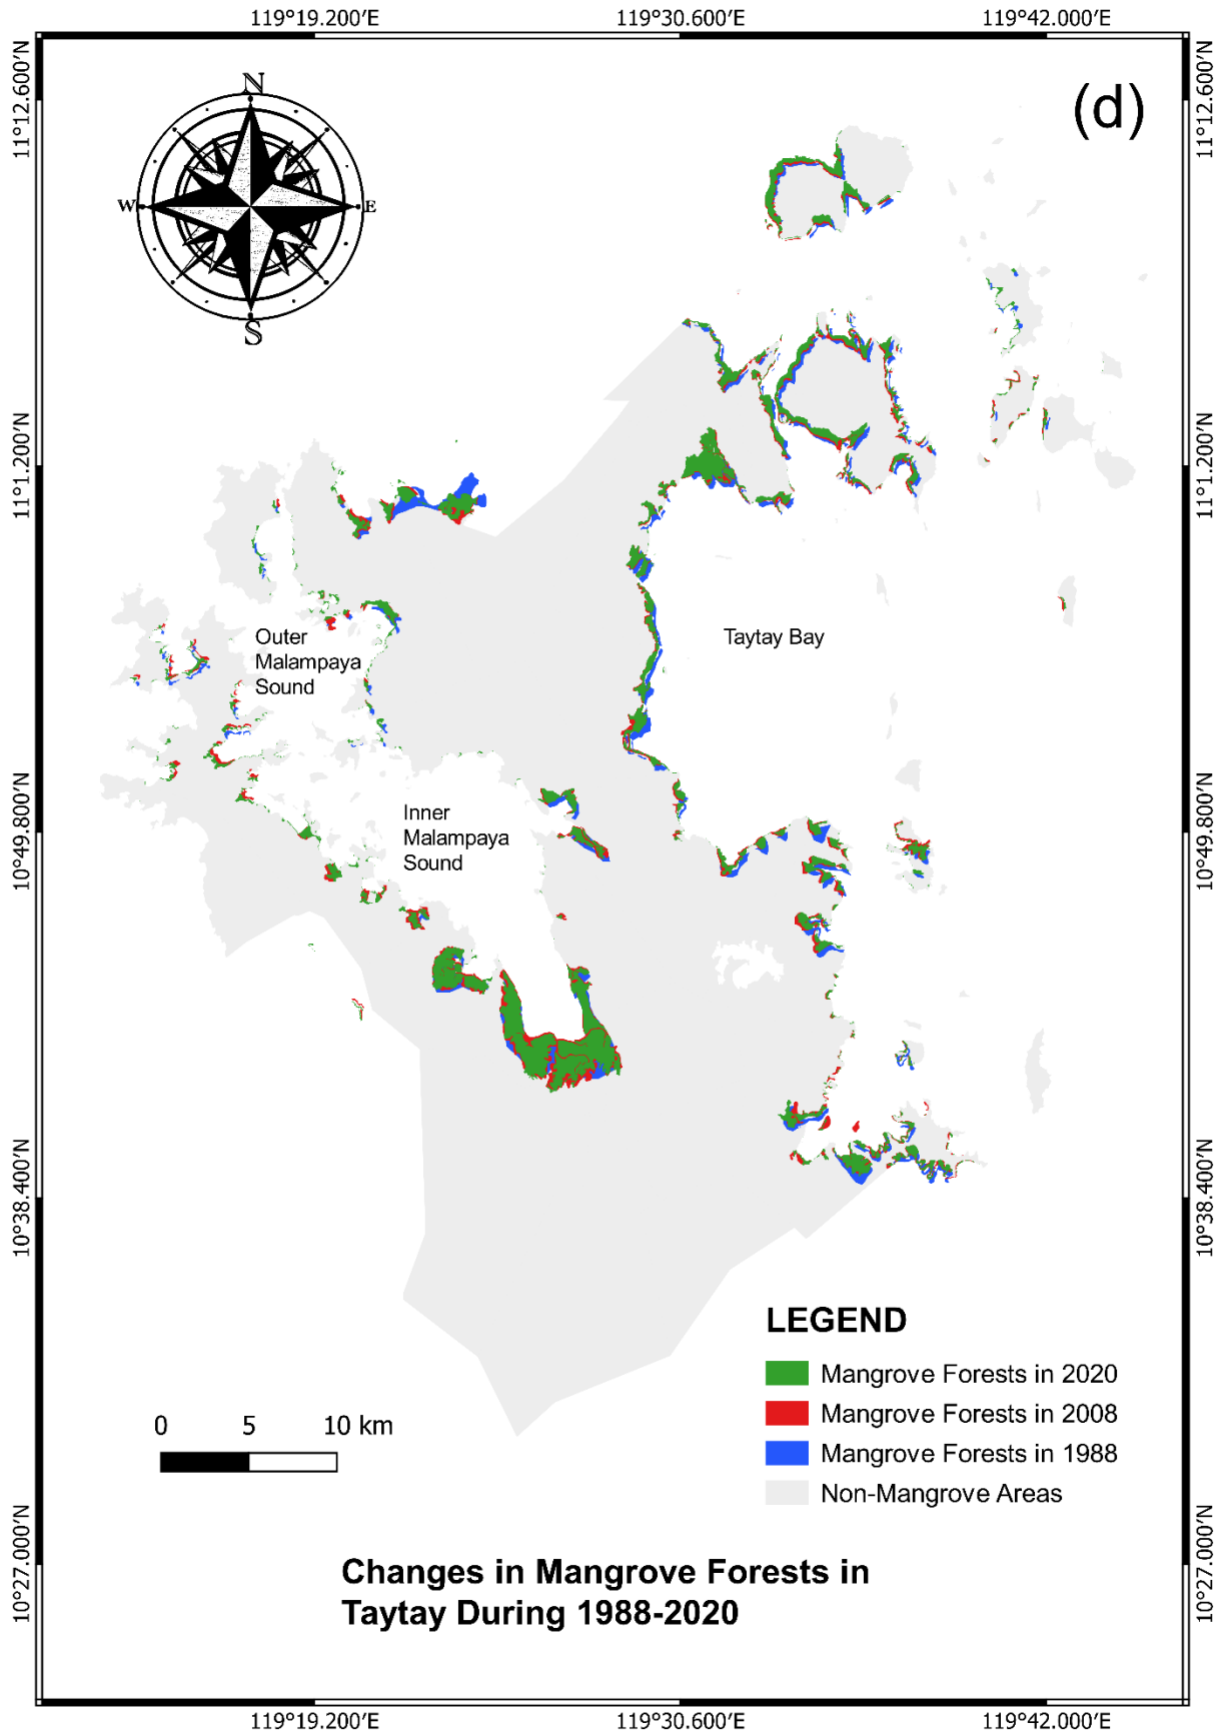 119°19.200′E 119°30.600′E 119°42.000′E
11°12.600′N
11°12.600′N
(d)
N
W
E
S
11°1.200′N
11°1.200′N
Outer
Malampaya
Sound
Taytay Bay
Inner
Malampaya
Sound
10°49.800′N
10°49.800′N
10°38.400′N
10°38.400′N
LEGEND
Mangrove Forests in 2020
Mangrove Forests in 2008
Mangrove Forests in 1988
Non-Mangrove Areas
0 5 10 km
10°27.000′N
10°27.000′N
Changes in Mangrove Forests in
Taytay During 1988-2020
119°19.200′E 119°30.600′E 119°42.000′E